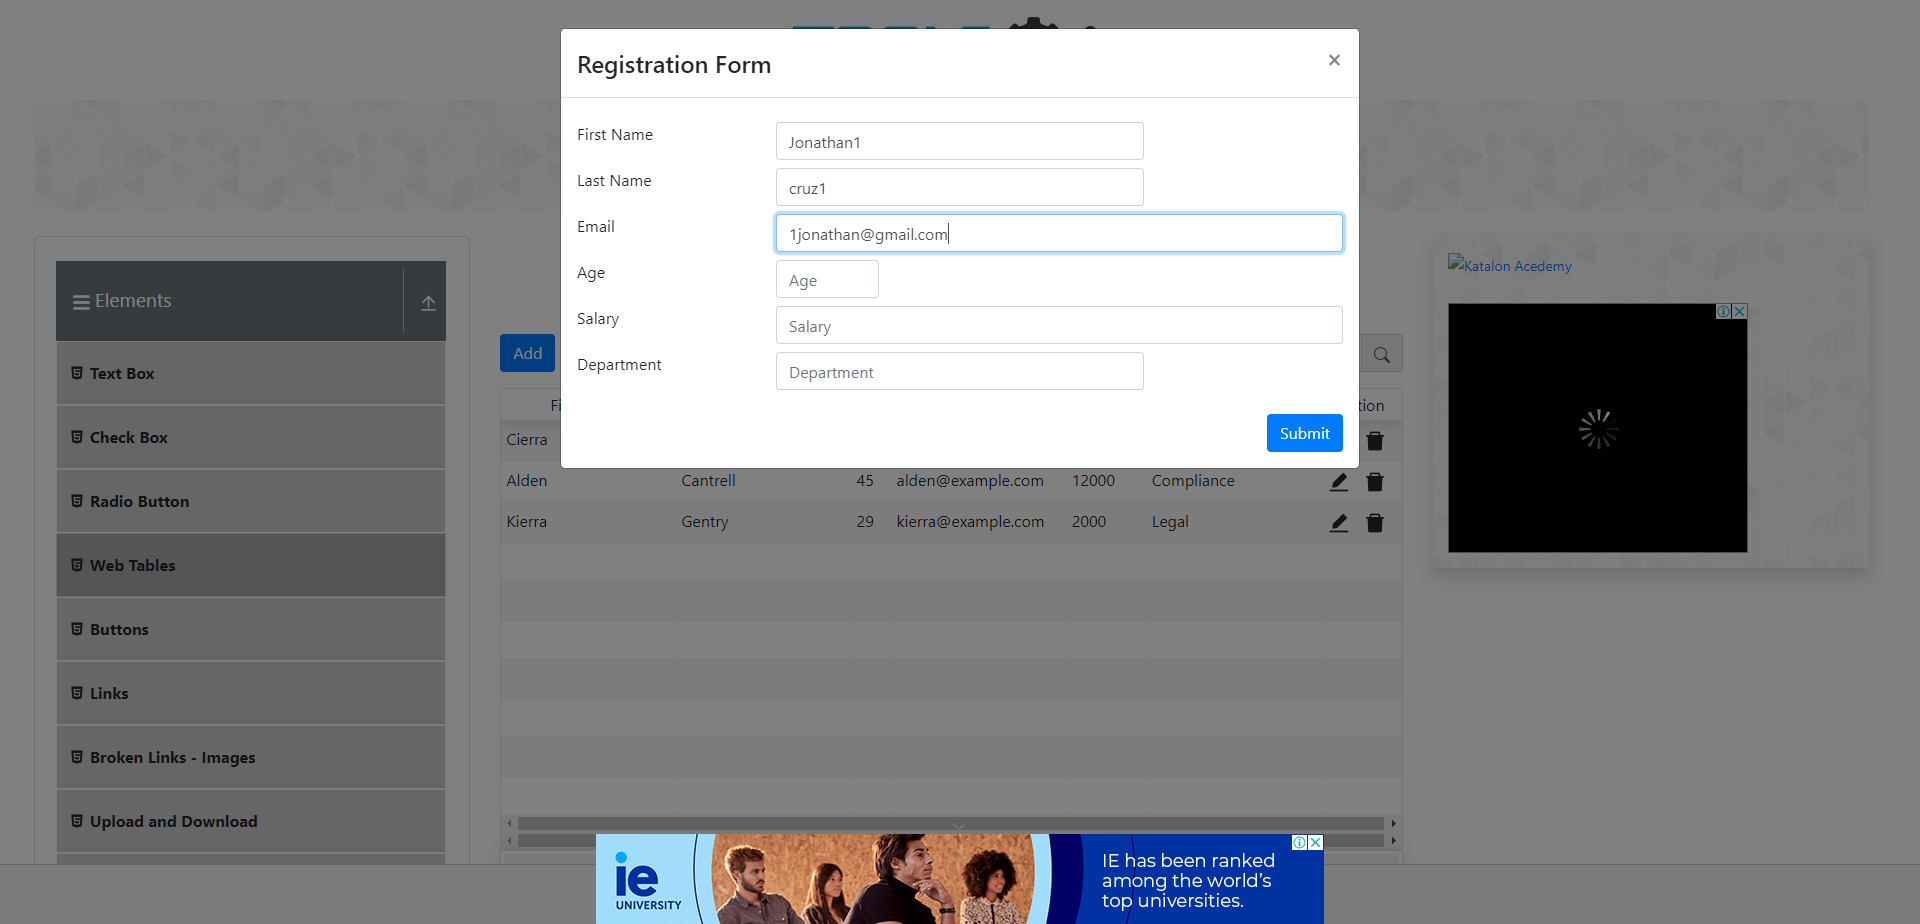 Registration Form
×
First Name
Jonathan1
Last Name
cruz1
Email
1jonathan@gmail.com
Age
Age
Salary
Salary
Department
Department
Submit
Elements
Text Box
Check Box
Radio Button
Web Tables
Buttons
Links
Broken Links - Images
Upload and Download
Add
Cierra
Alden Cantrell 45 alden@example.com 12000 Compliance
Kierra Gentry 29 kierra@example.com 2000 Legal
Katalon Acedemy
ie
UNIVERSITY
IE has been ranked
among the world's
top universities.